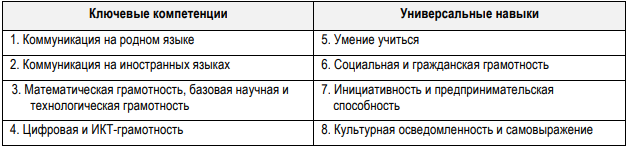 Ключевые компетенции
Универсальные навыки
1. Коммуникация на родном языке
5. Умение учиться
2. Коммуникация на иностранных языках
6. Социальная и гражданская грамотность
3. Математическая грамотность, базовая научная и
технологическая грамотность
7. Инициативность и предпринимательская
способность
4. Цифровая и ИКТ-грамотность
8. Культурная осведомленность и самовыражение